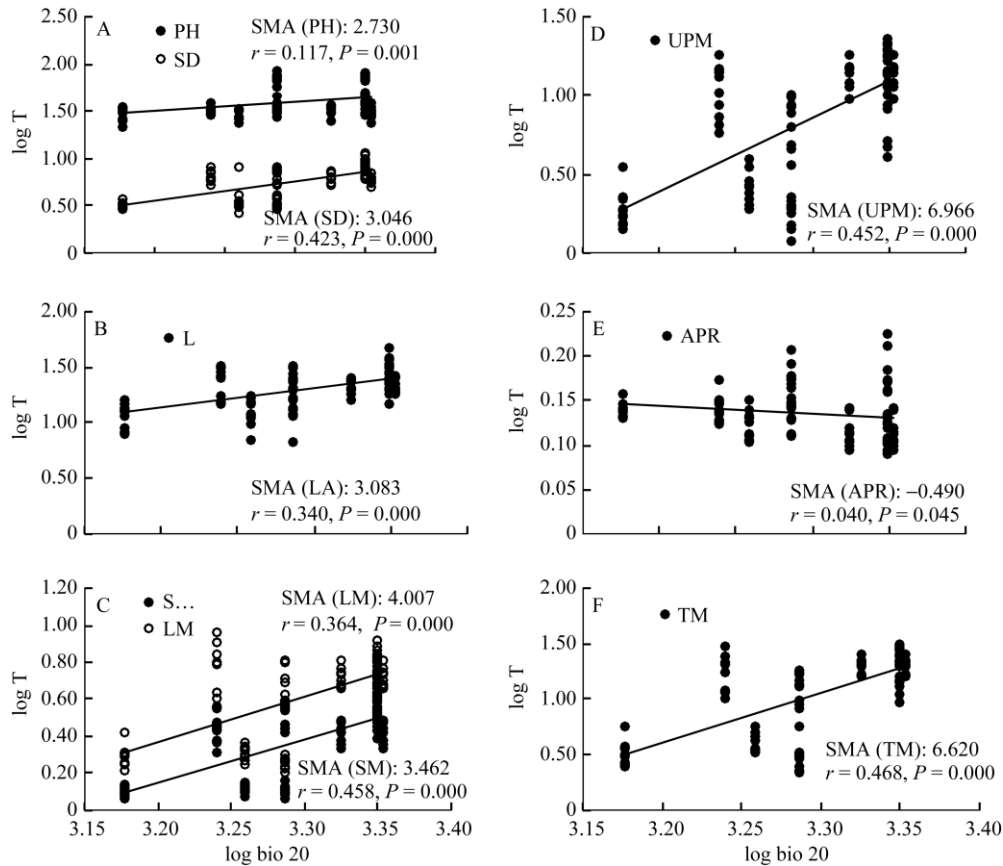 A
PH
SD
SMA (PH): 2.730
r = 0.117, P = 0.001
2.50
2.00
1.50
1.00
0.50
0
log T
SMA (SD): 3.046
r = 0.423, P = 0.000
B
L
2.00
1.50
1.00
0.50
0
log T
SMA (LA): 3.083
r = 0.340, P = 0.000
C
S…
LM
SMA (LM): 4.007
r = 0.364, P = 0.000
1.20
1.00
0.80
0.60
0.40
0.20
0
log T
SMA (SM): 3.462
r = 0.458, P = 0.000
3.15 3.20 3.25 3.30 3.35 3.40
log bio 20
D
UPM
1.50
1.00
0.50
0
log T
SMA (UPM): 6.966
r = 0.452, P = 0.000
E
APR
0.25
0.20
0.15
0.10
0.05
0
log T
SMA (APR): −0.490
r = 0.040, P = 0.045
F
TM
2.00
1.50
1.00
0.50
0
log T
SMA (TM): 6.620
r = 0.468, P = 0.000
3.15 3.20 3.25 3.30 3.35 3.40
log bio 20